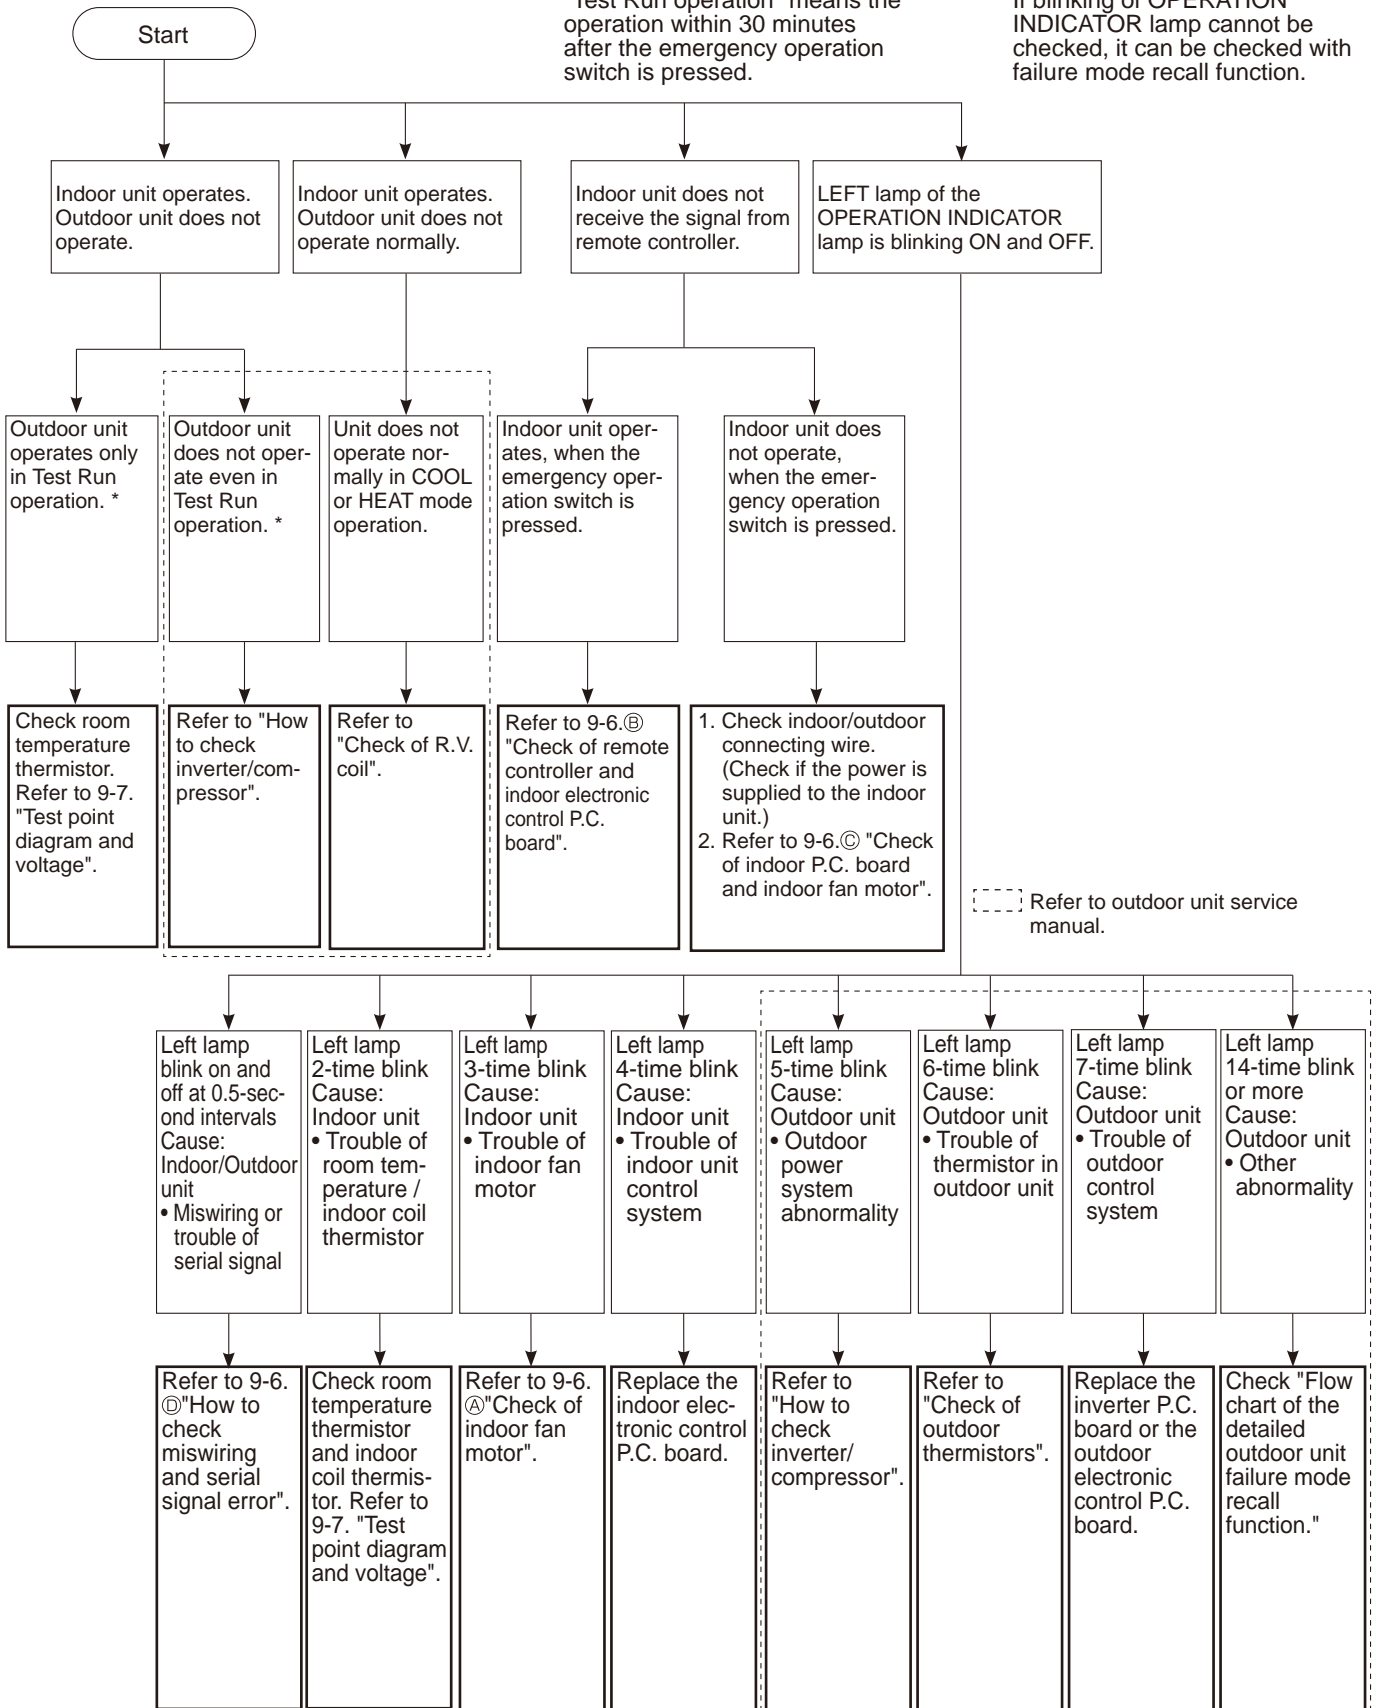 "Test Run operation" means the
operation within 30 minutes
after the emergency operation
switch is pressed.
If blinking of OPERATION
INDICATOR lamp cannot be
checked, it can be checked with
failure mode recall function.
Start
Indoor unit operates.
Outdoor unit does not
operate.
Indoor unit operates.
Outdoor unit does not
operate normally.
Indoor unit does not
receive the signal from
remote controller.
LEFT lamp of the
OPERATION INDICATOR
lamp is blinking ON and OFF.
Outdoor unit
operates only
in Test Run
operation. *
Outdoor unit
does not oper-
ate even in
Test Run
operation. *
Unit does not
operate nor-
mally in COOL
or HEAT mode
operation.
Indoor unit oper-
ates, when the
emergency oper-
ation switch is
pressed.
Indoor unit does
not operate,
when the emer-
gency operation
switch is pressed.
Check room
temperature
thermistor.
Refer to 9-7.
"Test point
diagram and
voltage".
Refer to "How
to check
inverter/com-
pressor".
Refer to
"Check of R.V.
coil".
Refer to 9-6.Ⓑ
"Check of remote
controller and
indoor electronic
control P.C.
board".
1. Check indoor/outdoor
connecting wire.
(Check if the power is
supplied to the indoor
unit.)
2. Refer to 9-6.Ⓒ "Check
of indoor P.C. board
and indoor fan motor".
Refer to outdoor unit service
manual.
Left lamp
blink on and
off at 0.5-sec-
ond intervals
Cause:
Indoor/Outdoor
unit
• Miswiring or
trouble of
serial signal
Left lamp
2-time blink
Cause:
Indoor unit
• Trouble of
room tem-
perature /
indoor coil
thermistor
Left lamp
3-time blink
Cause:
Indoor unit
• Trouble of
indoor fan
motor
Left lamp
4-time blink
Cause:
Indoor unit
• Trouble of
indoor unit
control
system
Left lamp
5-time blink
Cause:
Outdoor unit
• Outdoor
power
system
abnormality
Left lamp
6-time blink
Cause:
Outdoor unit
• Trouble of
thermistor in
outdoor unit
Left lamp
7-time blink
Cause:
Outdoor unit
• Trouble of
outdoor
control
system
Left lamp
14-time blink
or more
Cause:
Outdoor unit
• Other
abnormality
Refer to 9-6.
Ⓓ"How to
check
miswiring
and serial
signal error".
Check room
temperature
thermistor
and indoor
coil thermis-
tor. Refer to
9-7. "Test
point diagram
and voltage".
Refer to 9-6.
Ⓐ"Check of
indoor fan
motor".
Replace the
indoor elec-
tronic control
P.C. board.
Refer to
"How to
check
inverter/
compressor".
Refer to
"Check of
outdoor
thermistors".
Replace the
inverter P.C.
board or the
outdoor
electronic
control P.C.
board.
Check "Flow
chart of the
detailed
outdoor unit
failure mode
recall
function."